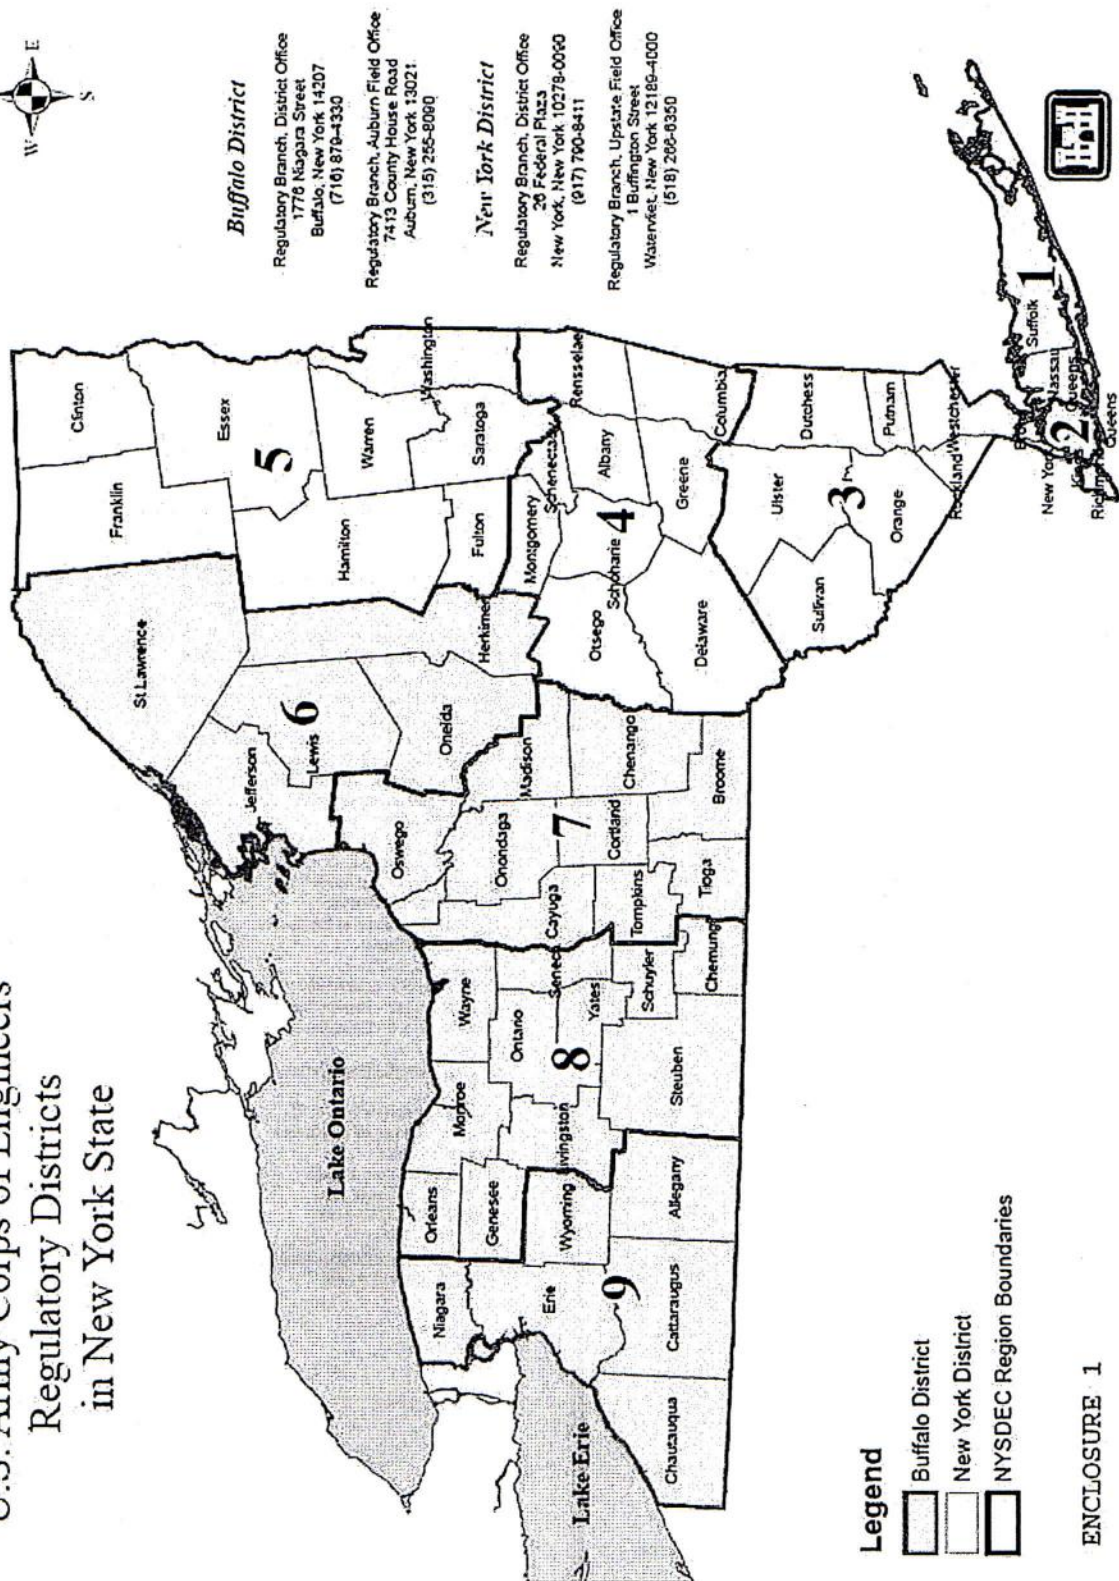 U.S. Army Corps of Engineers
Regulatory Districts
in New York State
W
E
S
Buffalo District
Regulatory Branch, District Office
1776 Niagara Street
Buffalo, New York 14207
(716) 879-4330
Regulatory Branch, Auburn Field Office
7413 County House Road
Auburn, New York 13021
(315) 255-8090
New York District
Regulatory Branch, District Office
26 Federal Plaza
New York, New York 10278-0090
(917) 790-8411
Regulatory Branch, Upstate Field Office
1 Buffington Street
Watervliet, New York 12189-4000
(518) 266-6350
Clinton
Franklin
St Lawrence
Essex
5
Jefferson
Lewis
6
Hamilton
Warren
Washington
Lake Ontario
Oswego
Oneida
Herkimer
Fulton
Saratoga
Niagara
Orleans
Monroe
Wayne
Genesee
Ontario
Seneca
Cayuga
Onondaga
Madison
Montgomery
Schenectady
Rensselae
Erie
Wyoming
Livingston
8
Yates
7
Cortland
Chenango
Otsego
Schoharie
4
Albany
9
Schuyler
Tompkins
Lake Erie
Chautauqua
Cattaraugus
Allegany
Steuben
Chemung
Tioga
Broome
Delaware
Greene
Columbia
Ulster
Dutchess
Sullivan
3
Orange
Putnam
Rockland
Westchester
New York
Nassau
Suffolk
1
2
Queens
Queens
Legend
Buffalo District
New York District
NYSDEC Region Boundaries
ENCLOSURE 1